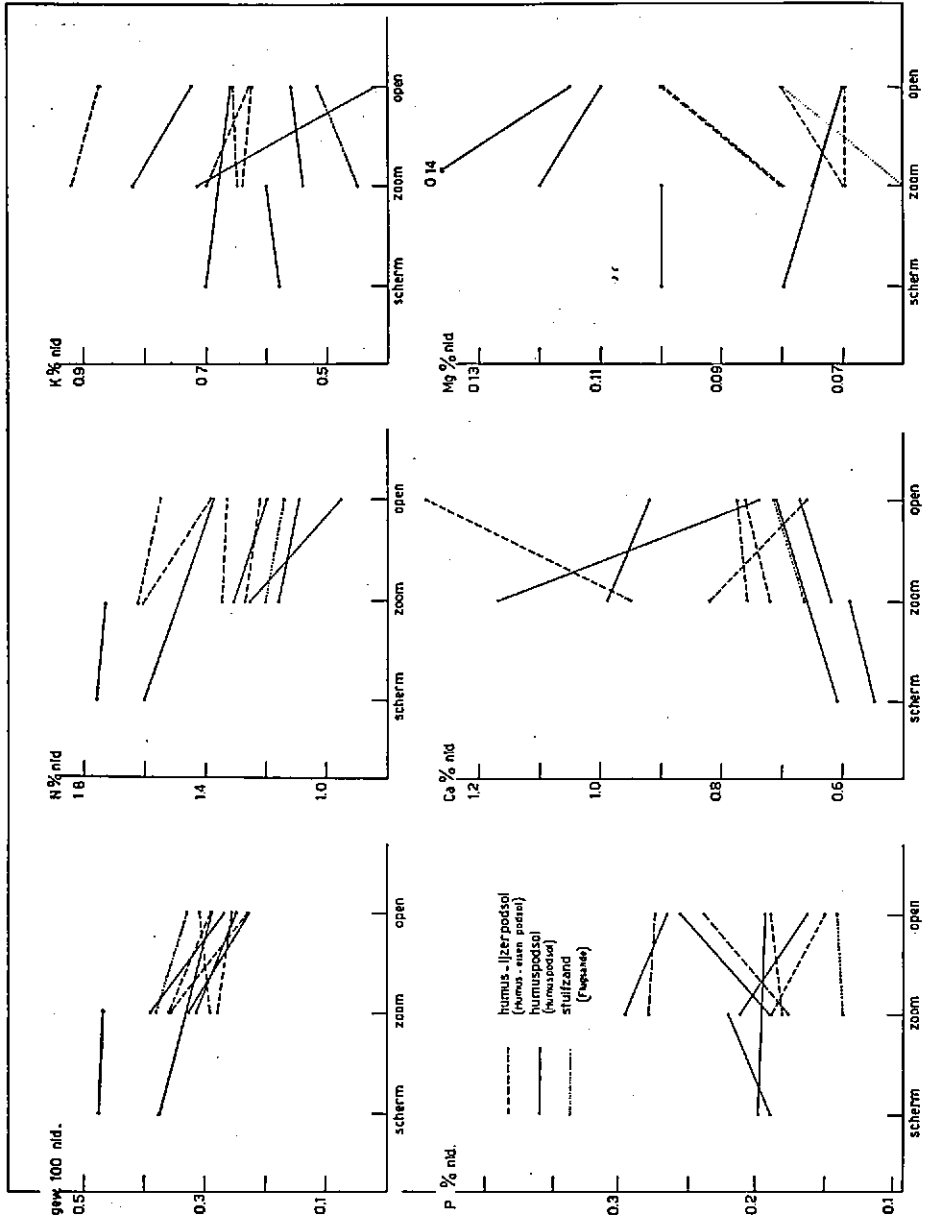 gew. 100 nld.
0.5
0.3
0.1
scherm zoom open
N % nld
1.8
1.4
1.0
scherm zoom open
K % nld
0.9
0.7
0.5
scherm zoom open
P % nld.
0.3
0.2
0.1
scherm zoom open
humus-ijzerpodsol
(Humus-eisen podsol)
humuspodsol
(Humuspodsol)
stuifzand
(Flugsande)
Ca % nld
1.2
1.0
0.8
0.6
scherm zoom open
Mg % nld
0.13
0.11
0.09
0.07
0.14
scherm zoom open